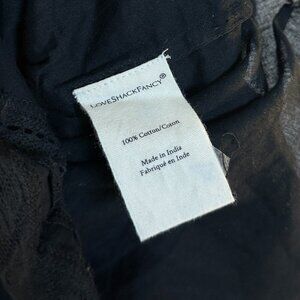 LoveShackFancy®
100% Cotton/Coton
Made in India
Fabriqué en Inde